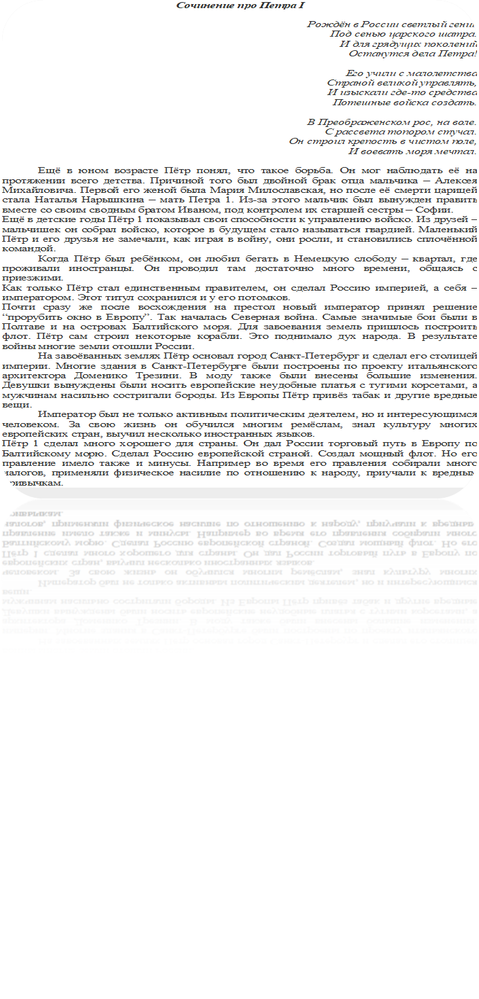 Сочинение про Петра I
Рождён в России светлый гений
Под сенью царского шатра.
И для грядущих поколений
Останутся дела Петра!
Его учили с малолетства
Страной великой управлять,
И изыскали где-то средства
Потешные войска создать.
В Преображенском рос, на воле.
С рассвета топором стучал.
Он строил крепость в чистом поле,
И воевать моря мечтал.
Ещё в юном возрасте Пётр понял, что такое борьба. Он мог наблюдать её на
протяжении всего детства. Причиной того был двойной брак отца мальчика – Алексея
Михайловича. Первой его женой была Мария Милославская, но после её смерти царицей
стала Наталья Нарышкина – мать Петра 1. Из-за этого мальчик был вынужден править
вместе со своим сводным братом Иваном, под контролем их старшей сестры – Софии.
Ещё в детские годы Пётр 1 показывал свои способности к управлению войско. Из друзей –
мальчишек он собрал войско, которое в будущем стало называться гвардией. Маленький
Пётр и его друзья не замечали, как играя в войну, они росли, и становились сплочённой
командой.
Когда Пётр был ребёнком, он любил бегать в Немецкую слободу – квартал, где
проживали иностранцы. Он проводил там достаточно много времени, общаясь с
приезжими.
Как только Пётр стал единственным правителем, он сделал Россию империей, а себя –
императором. Этот титул сохранился и у его потомков.
Почти сразу же после восхождения на престол новый император принял решение
“прорубить окно в Европу”. Так началась Северная война. Самые значимые бои были в
Полтаве и на островах Балтийского моря. Для завоевания земель пришлось построить
флот. Пётр сам строил некоторые корабли. Это поднимало дух народа. В результате
войны многие земли отошли России.
На завоёванных землях Пётр основал город Санкт-Петербург и сделал его столицей
империи. Многие здания в Санкт-Петербурге были построены по проекту итальянского
архитектора Доменико Трезини. В моду также были внесены большие изменения.
Девушки вынуждены были носить европейские неудобные платья с тугими корсетами, а
мужчинам насильно состригали бороды. Из Европы Пётр привёз табак и другие вредные
вещи.
Император был не только активным политическим деятелем, но и интересующимся
человеком. За свою жизнь он обучился многим ремёслам, знал культуру многих
европейских стран, выучил несколько иностранных языков.
Пётр 1 сделал много хорошего для страны. Он дал России торговый путь в Европу по
Балтийскому морю. Сделал Россию европейской страной. Создал мощный флот. Но его
правление имело также и минусы. Например во время его правления собирали много
налогов, применяли физическое насилие по отношению к народу, приучали к вредным
привычкам.